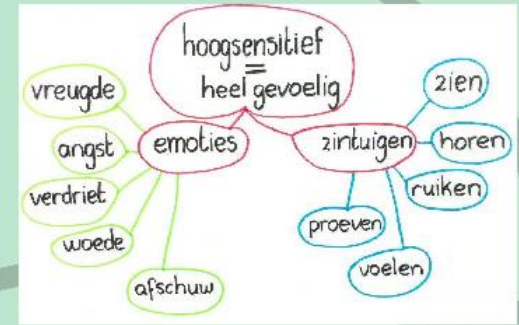 hoogsensitief
=
heel gevoelig
emoties
vreugde
angst
verdriet
woede
afschuw
zintuigen
zien
horen
ruiken
voelen
proeven